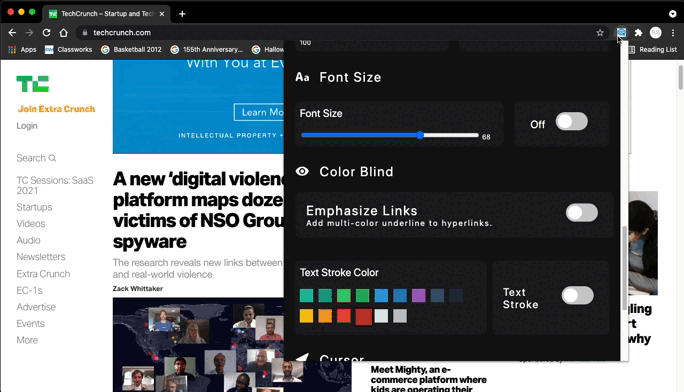 TechCrunch – Startup and Tech
techcrunch.com
Apps
Classworks
Basketball 2012
155th Anniversary...
Hallow
Reading List
TC
Join Extra Crunch
Login
Search
TC Sessions: SaaS
2021
Startups
Videos
Audio
Newsletters
Extra Crunch
EC-1s
Advertise
Events
More
With You at Ev
Learn Mo
INTELLECTUAL PROPERTY •
A new ‘digital violenc
platform maps doze
victims of NSO Grou
spyware
The research reveals new links between
and real-world violence
Zack Whittaker
100
Aa Font Size
Font Size
68
Off
Color Blind
Emphasize Links
Add multi-color underline to hyperlinks.
Text Stroke Color
Text
Stroke
Cursor
Meet Mighty, an e-
commerce platform where
kids are operating their
gling
rt
why